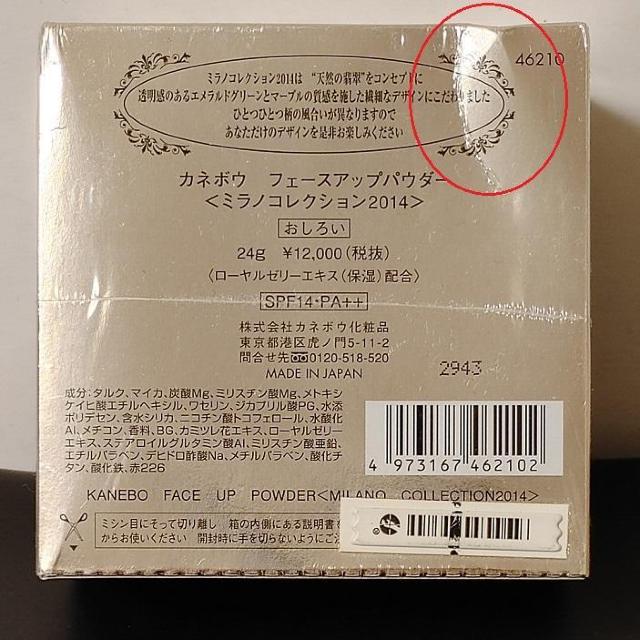 46210
ミラノコレクション2014は “天然の翡翠”をコンセプトに
透明感のあるエメラルドグリーンとマーブルの質感を施した繊細なデザインにこだわりました
ひとつひとつ柄の風合いが異なりますので
あなただけのデザインを是非お楽しみください
カネボウ フェースアップパウダー
＜ミラノコレクション2014＞
おしろい
24g ¥12,000(税抜)
〈ローヤルゼリーエキス(保湿)配合〉
SPF14・PA++
株式会社カネボウ化粧品
東京都港区虎ノ門5-11-2
問合せ先 0120-518-520
MADE IN JAPAN
2943
成分:タルク、マイカ、炭酸Mg、ミリスチン酸Mg、メトキシ
ケイヒ酸エチルヘキシル、ワセリン、ジカプリル酸PG、水添
ポリデセン、含水シリカ、ニコチン酸トコフェロール、水酸化
Al、メチコン、香料、BG、カミツレ花エキス、ローヤルゼリー
エキス、ステアロイルグルタミン酸Al、ミリスチン酸亜鉛、
エチルパラベン、デヒドロ酢酸Na、メチルパラベン、酸化チ
タン、酸化鉄、赤226
4 973167 462102
KANEBO FACE UP POWDER<MILANO COLLECTION2014>
ミシン目にそって切り離し 箱の内側にある説明書を
からお使いください 開封時に手を切らないようにご注